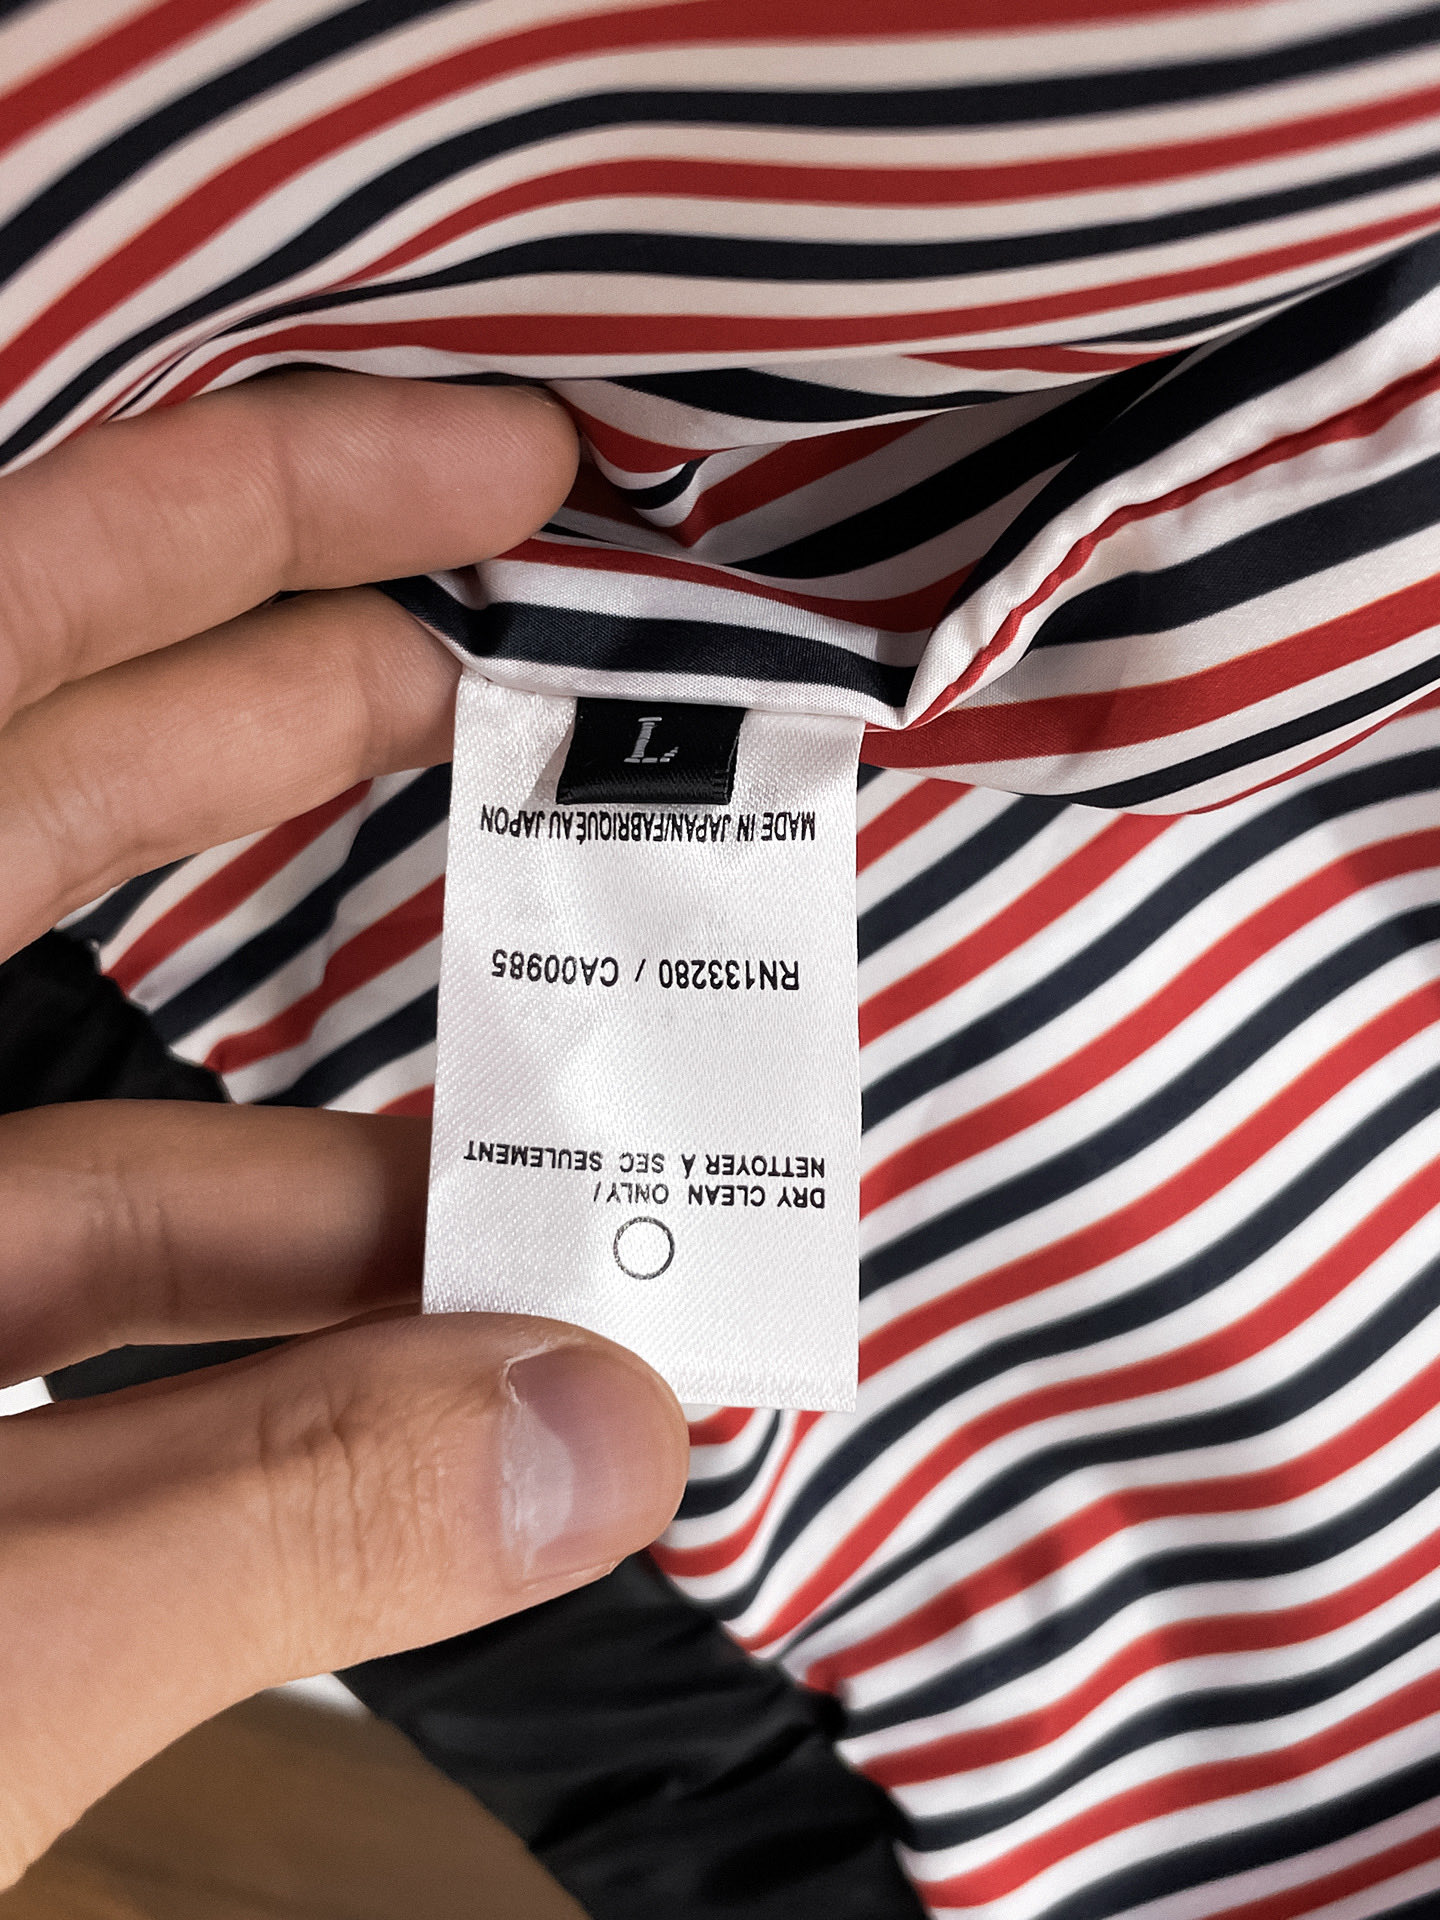 L
DRY CLEAN ONLY/
NETTOYER À SEC SEULEMENT
RN133280 / CA00985
MADE IN JAPAN/FABRIQUÉ AU JAPON